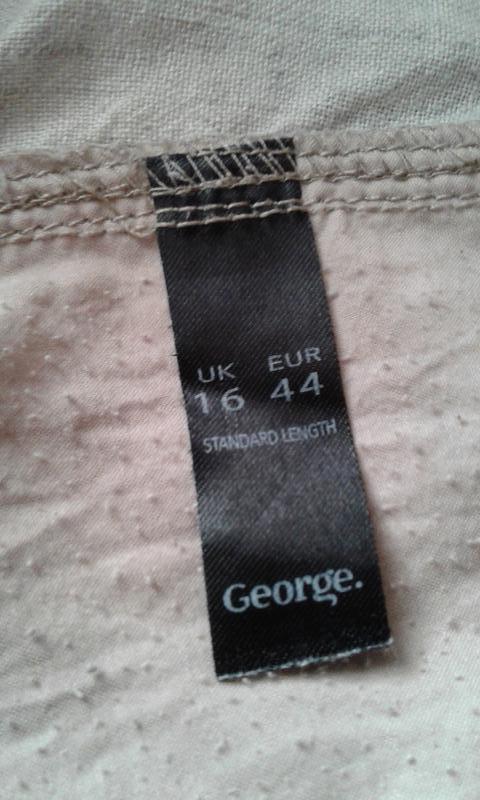 UK EUR
16 44
STANDARD LENGTH
George.